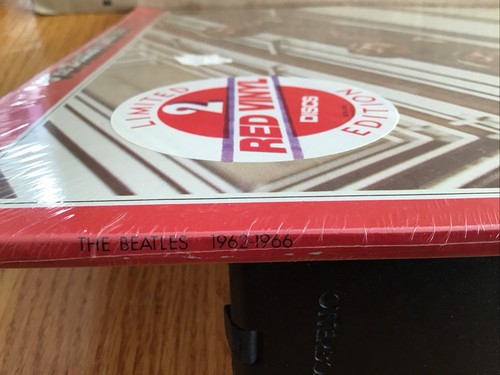 LIMITED EDITION
2
RED VINYL
DISCS
THE BEATLES 1962-1966